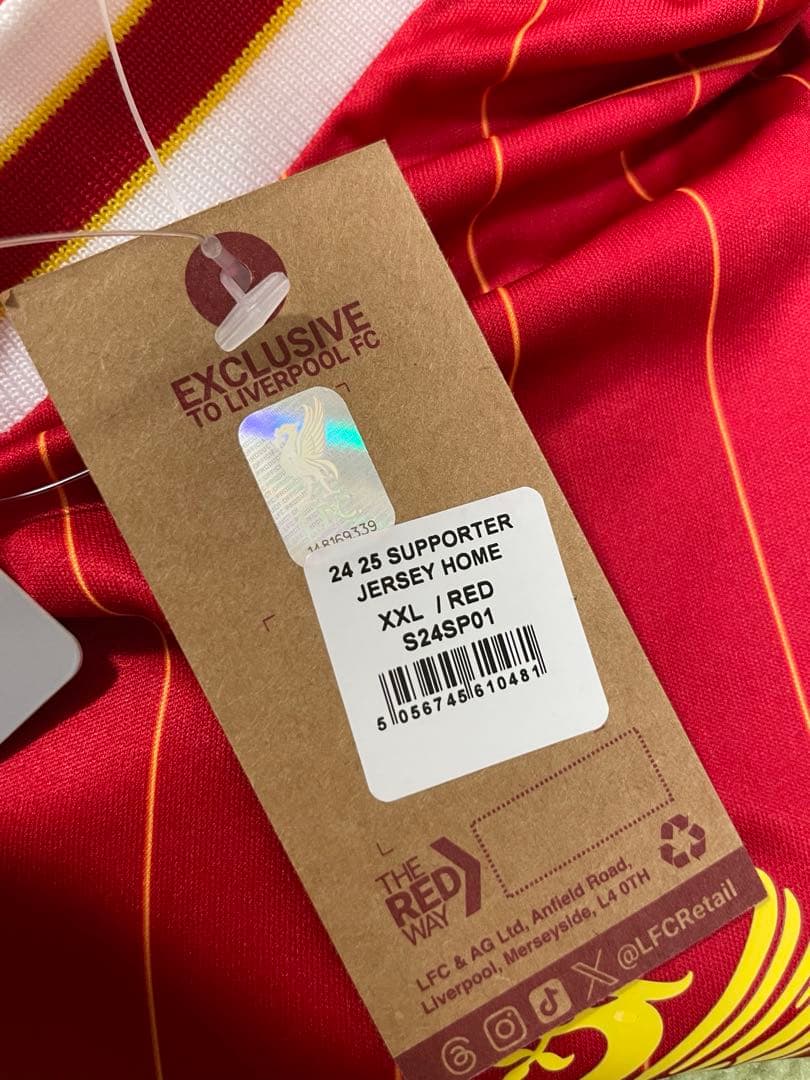 EXCLUSIVE
TO LIVERPOOL FC
148169339
24 25 SUPPORTER
JERSEY HOME
XXL / RED
S24SP01
5 056745 610481
THE
RED
WAY
LFC & AG Ltd, Anfield Road,
Liverpool, Merseyside, L4 0TH
@LFCRetail